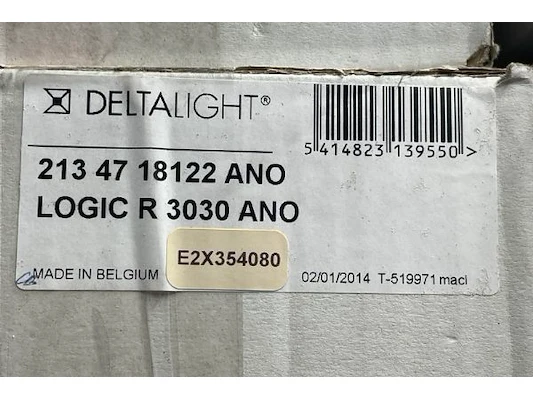 DELTALIGHT®
5 414823 139550 >
213 47 18122 ANO
LOGIC R 3030 ANO
E2X354080
MADE IN BELGIUM
02/01/2014 T-519971 macl